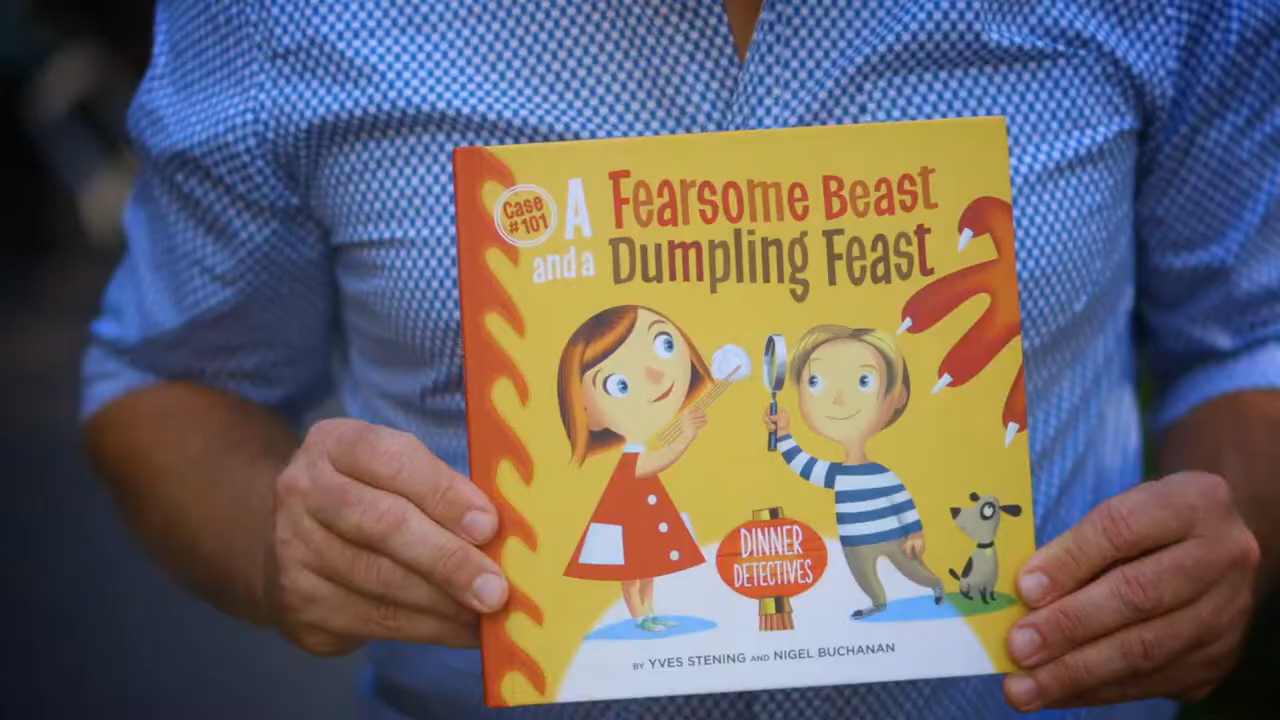 Case
#101
A Fearsome Beast
and a Dumpling Feast
DINNER
DETECTIVES
BY YVES STENING AND NIGEL BUCHANAN